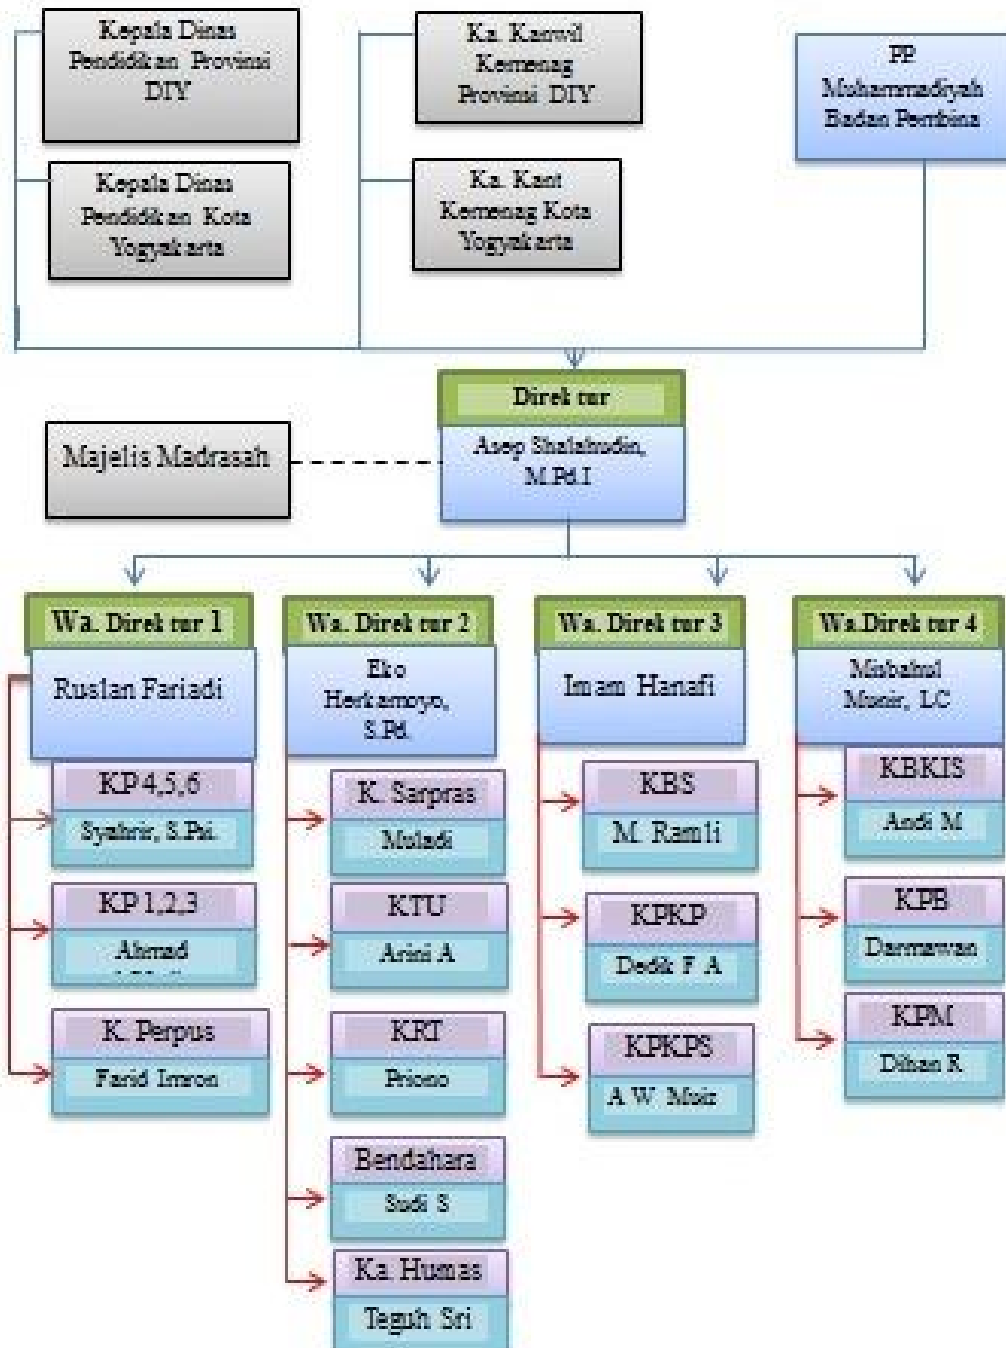 Kepala Dinas
Pendidikan Provinsi
DIY
Ka. Kanwil
Kemenag
Provinsi DIY
PP
Muhammadiyah
Badan Pembina
Kepala Dinas
Pendidikan Kota
Yogyakarta
Ka. Kant
Kemenag Kota
Yogyakarta
Direktur
Asep Shalahudin,
M.Pd.I
Majelis Madrasah
Wa. Direktur 1
Ruslan Fariadi
KP 4,5,6
Syahrir, S.Psi.
KP 1,2,3
Ahmad
K. Perpus
Farid Imron
Wa. Direktur 2
Eko
Herkamoyo,
S.Pd.
K. Sarpras
Muladi
KTU
Arini A
KRT
Priono
Bendahara
Sudi S
Ka. Humas
Teguh Sri
Wa. Direktur 3
Imam Hanafi
KBS
M. Ramli
KPKP
Dedik F A
KPKPS
A W
Wa.Direktur 4
Misbahul
Munir, LC
KBKIS
Andi M
KPB
Darmawan
KPM
Dihan R